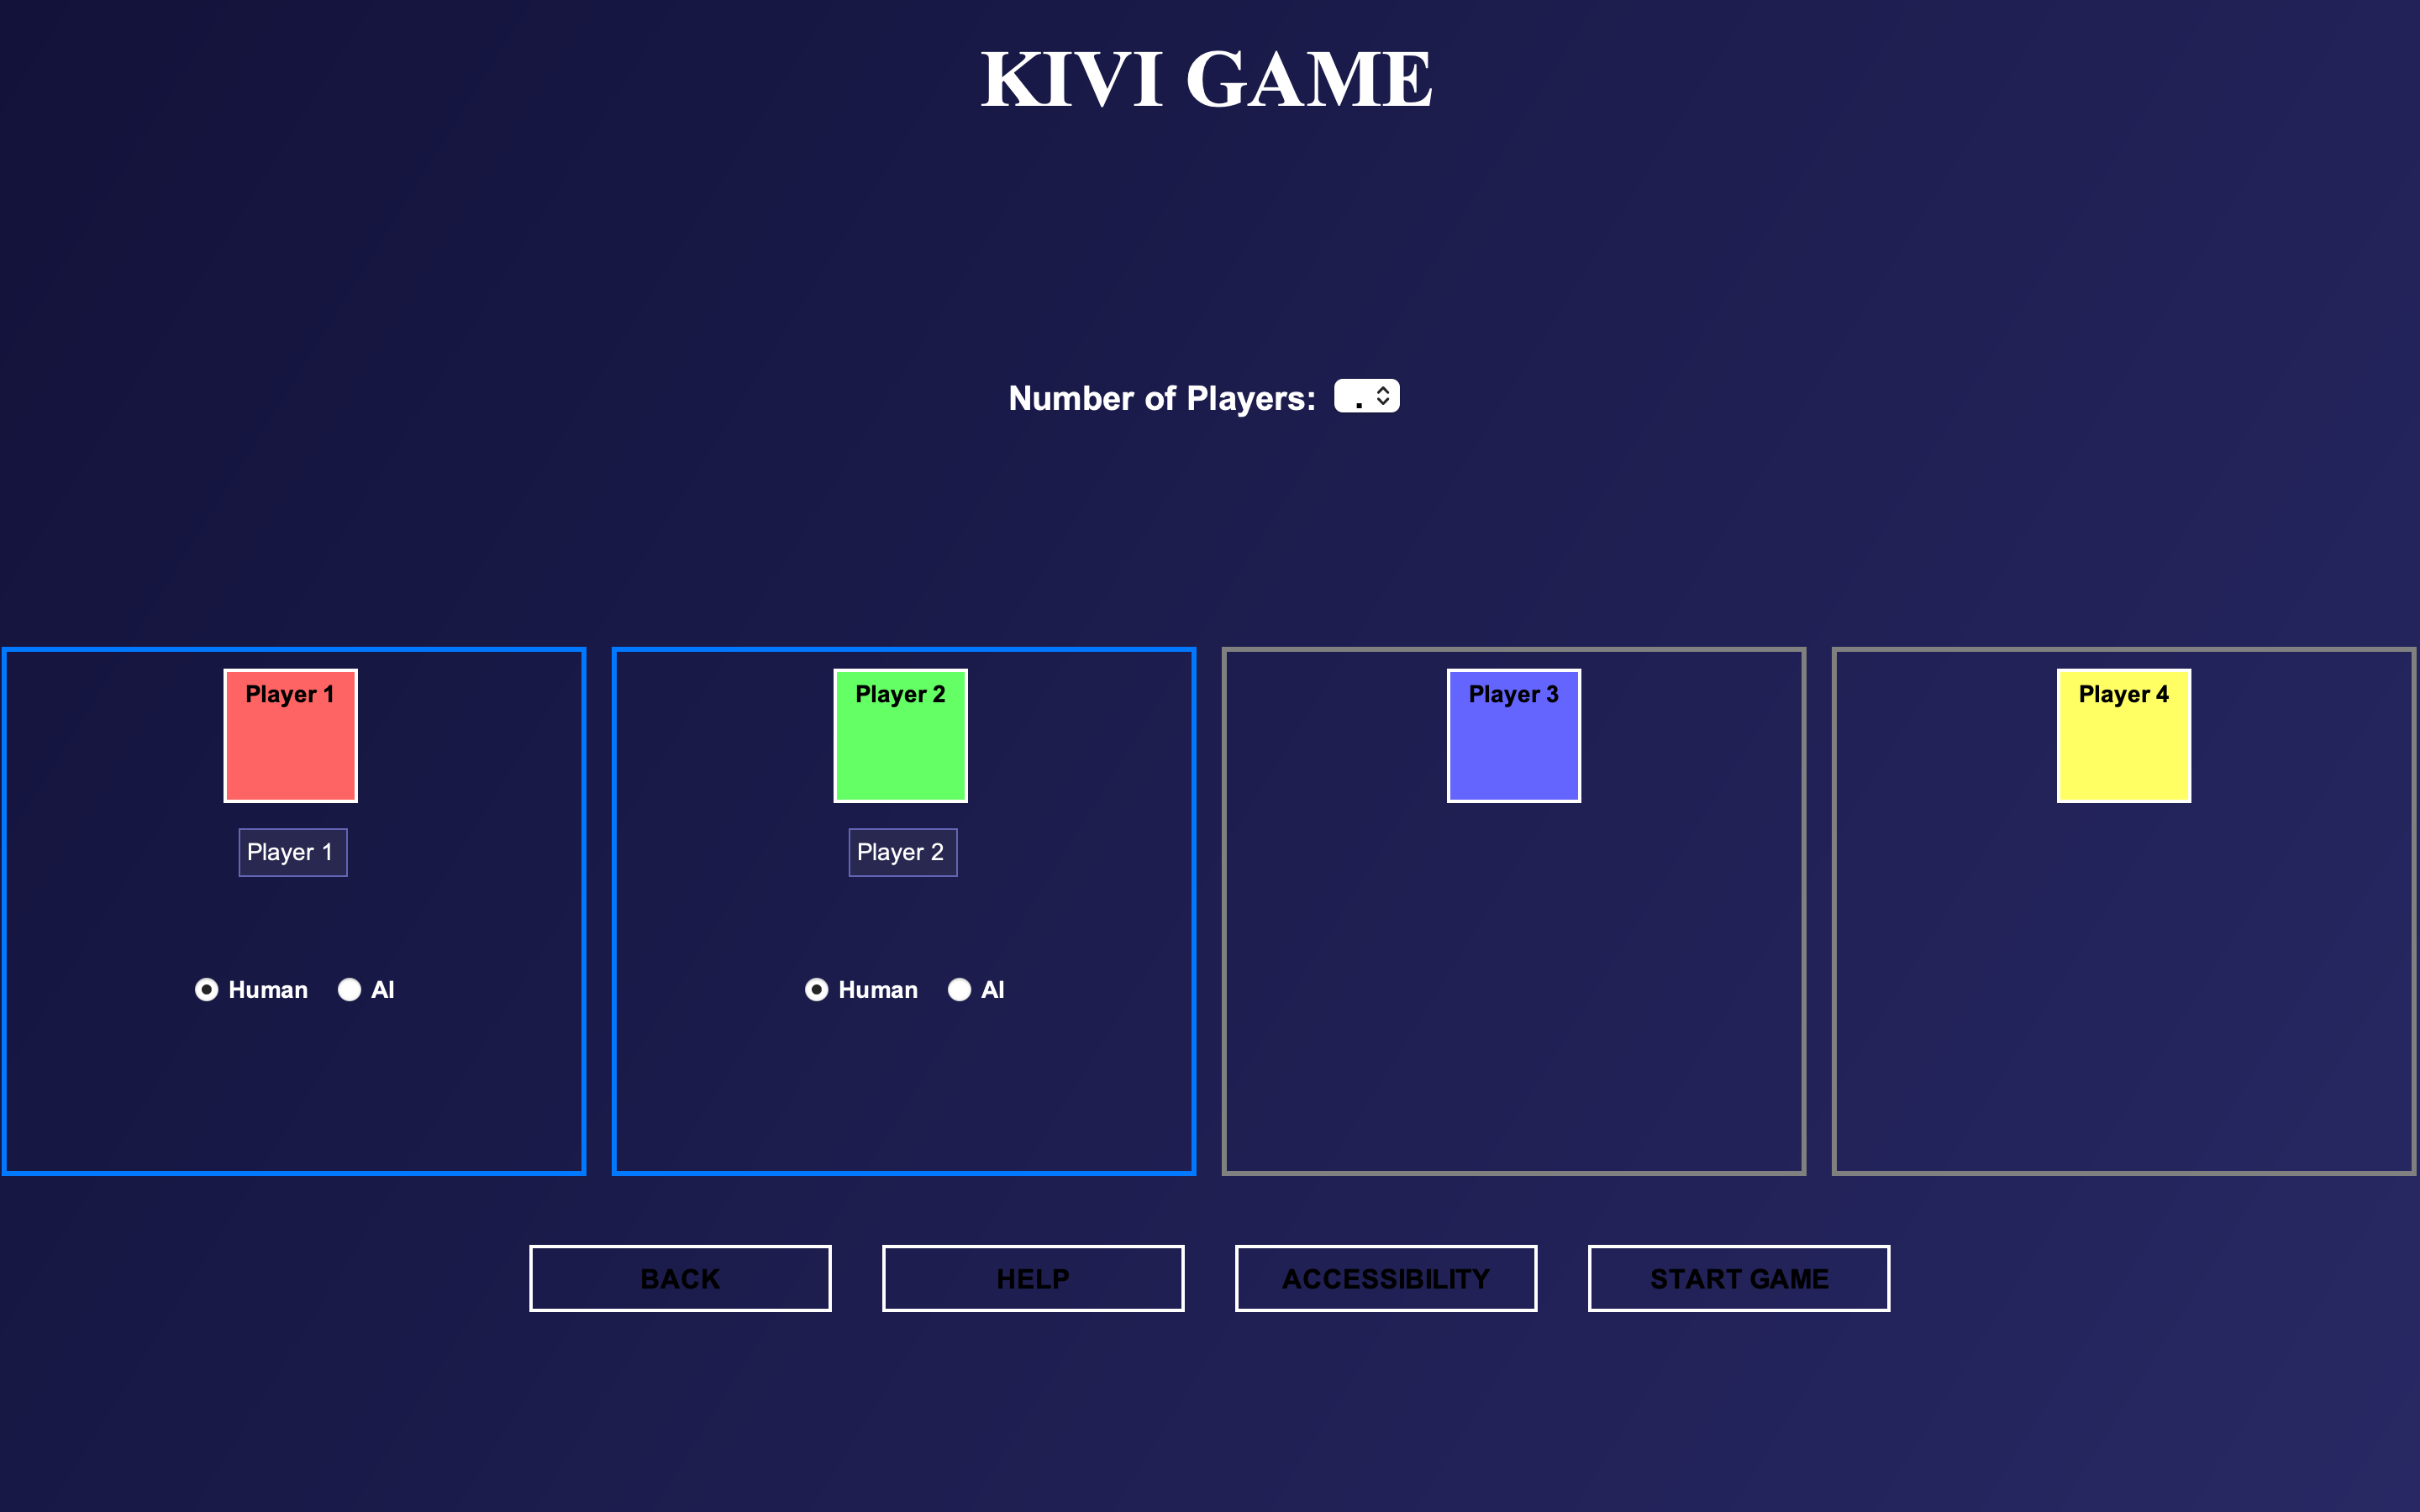 KIVI GAME
Number of Players: .
Player 1 Player 2 Player 3 Player 4
Player 1 Player 2
Human AI Human AI
BACK HELP ACCESSIBILITY START GAME